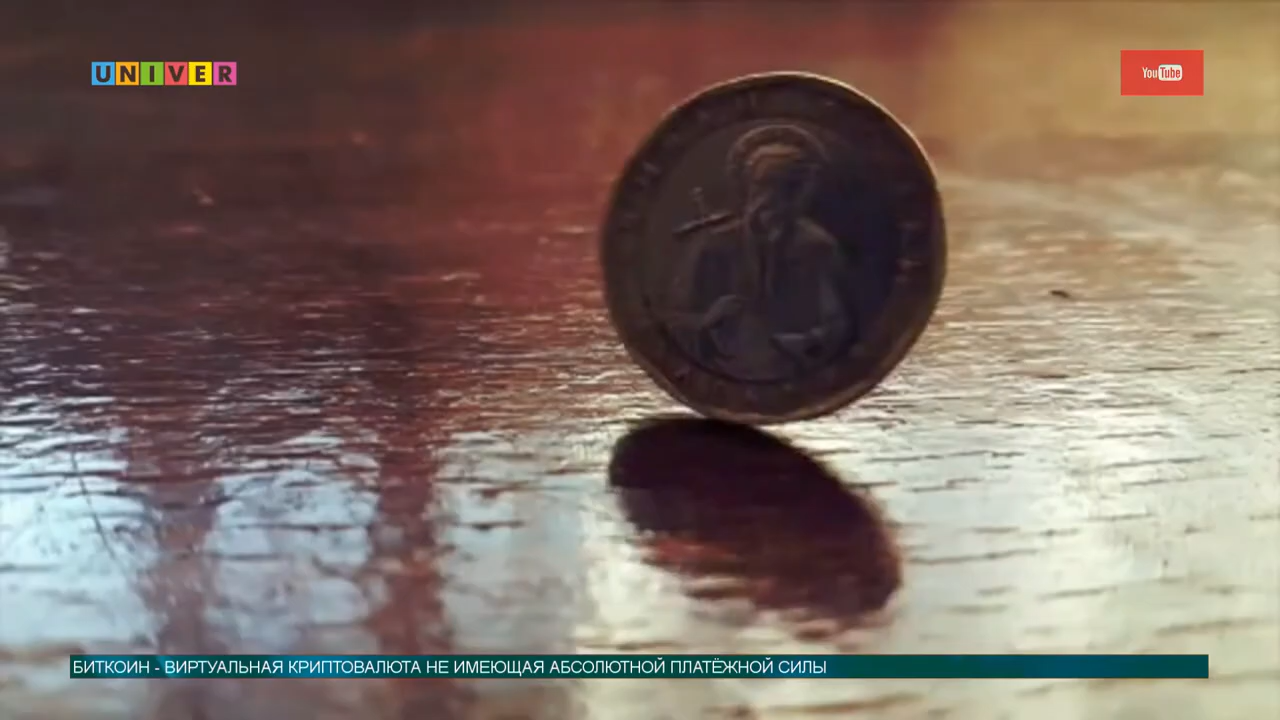 UNIVER
YouTube
БИТКОИН - ВИРТУАЛЬНАЯ КРИПТОВАЛЮТА НЕ ИМЕЮЩАЯ АБСОЛЮТНОЙ ПЛАТЁЖНОЙ СИЛЫ